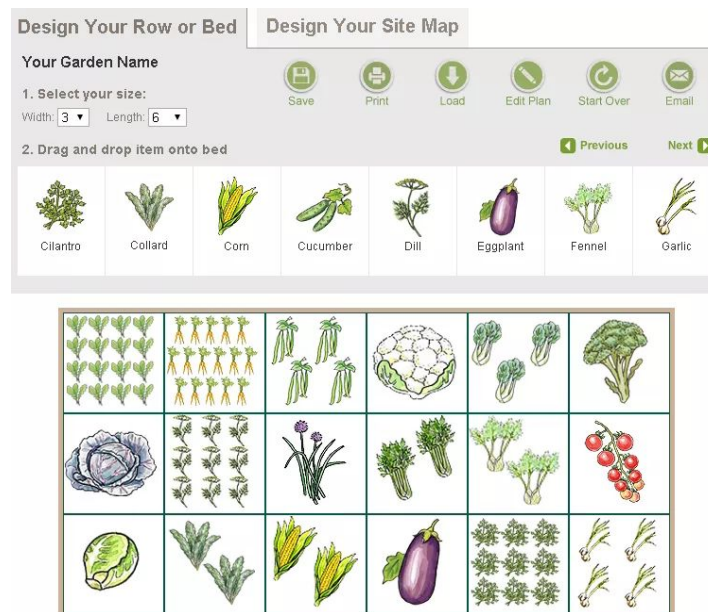 Design Your Row or Bed
Design Your Site Map
Your Garden Name
Save
Print
Load
Edit Plan
Start Over
Email
1. Select your size:
Width: 3 Length: 6
2. Drag and drop item onto bed
Previous
Next
Cilantro
Collard
Corn
Cucumber
Dill
Eggplant
Fennel
Garlic